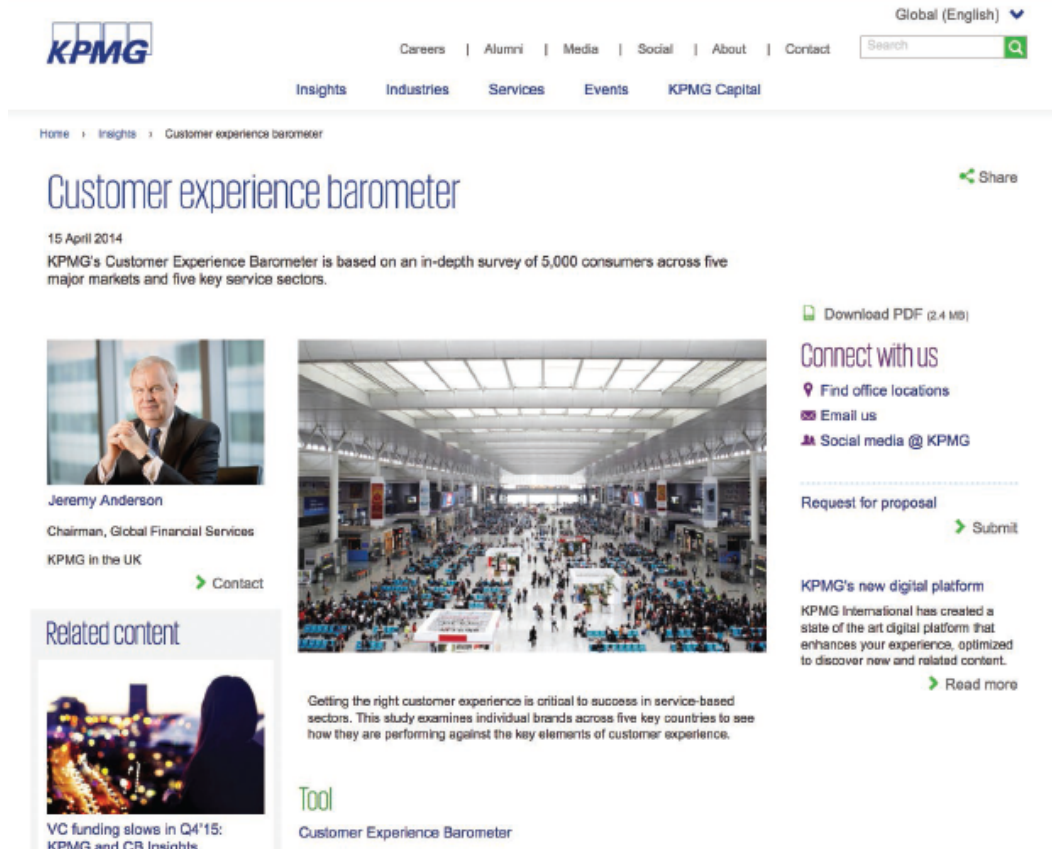 Global (English)
KPMG
Careers | Alumni | Media | Social | About | Contact
Search
Insights Industries Services Events KPMG Capital
Home › Insights › Customer experience barometer
Customer experience barometer
Share
15 April 2014
KPMG's Customer Experience Barometer is based on an in-depth survey of 5,000 consumers across five
major markets and five key service sectors.
Download PDF (2.4 MB)
Connect with us
Find office locations
Email us
Social media @ KPMG
Request for proposal
Submit
KPMG's new digital platform
KPMG International has created a
state of the art digital platform that
enhances your experience, optimized
to discover new and related content.
Read more
Jeremy Anderson
Chairman, Global Financial Services
KPMG in the UK
Contact
Related content
VC funding slows in Q4'15:
KPMG and CB Insights
Getting the right customer experience is critical to success in service-based
sectors. This study examines individual brands across five key countries to see
how they are performing against the key elements of customer experience.
Tool
Customer Experience Barometer